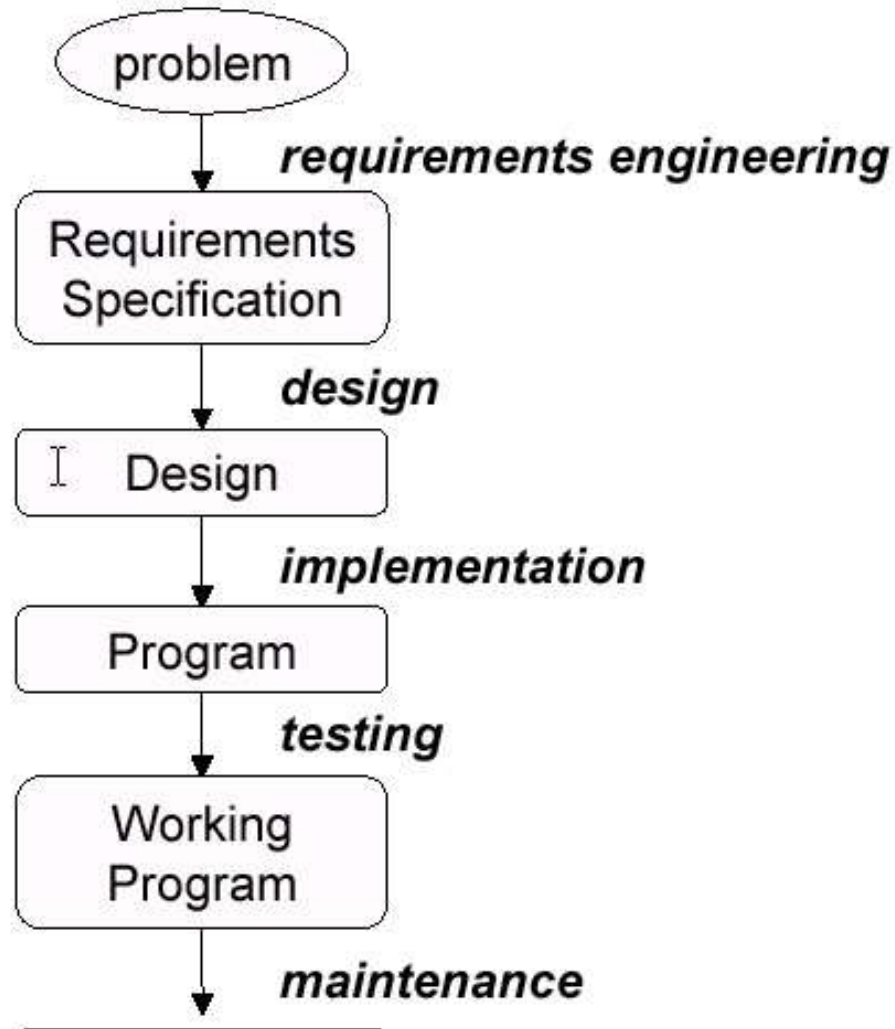 problem
requirements engineering
Requirements
Specification
design
Design
implementation
Program
testing
Working
Program
maintenance